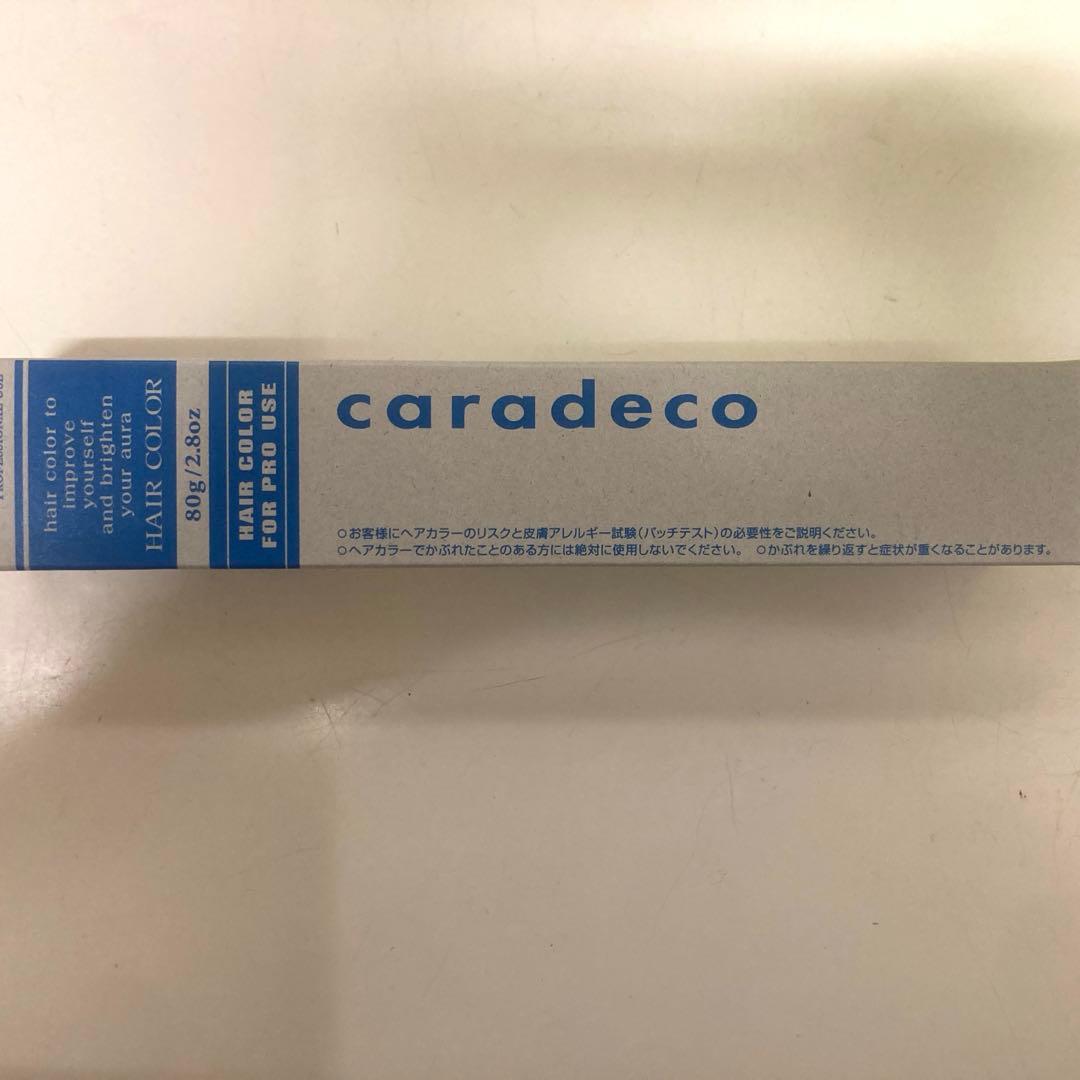 PROFESSIONAL USE
hair color to
improve
yourself
and brighten
your aura
HAIR COLOR
80g/2.8oz
HAIR COLOR
FOR PRO USE
caradeco
○お客様にヘアカラーのリスクと皮膚アレルギー試験(パッチテスト)の必要性をご説明ください。
○ヘアカラーでかぶれたことのある方には絶対に使用しないでください。 ○かぶれを繰り返すと症状が重くなることがあります。